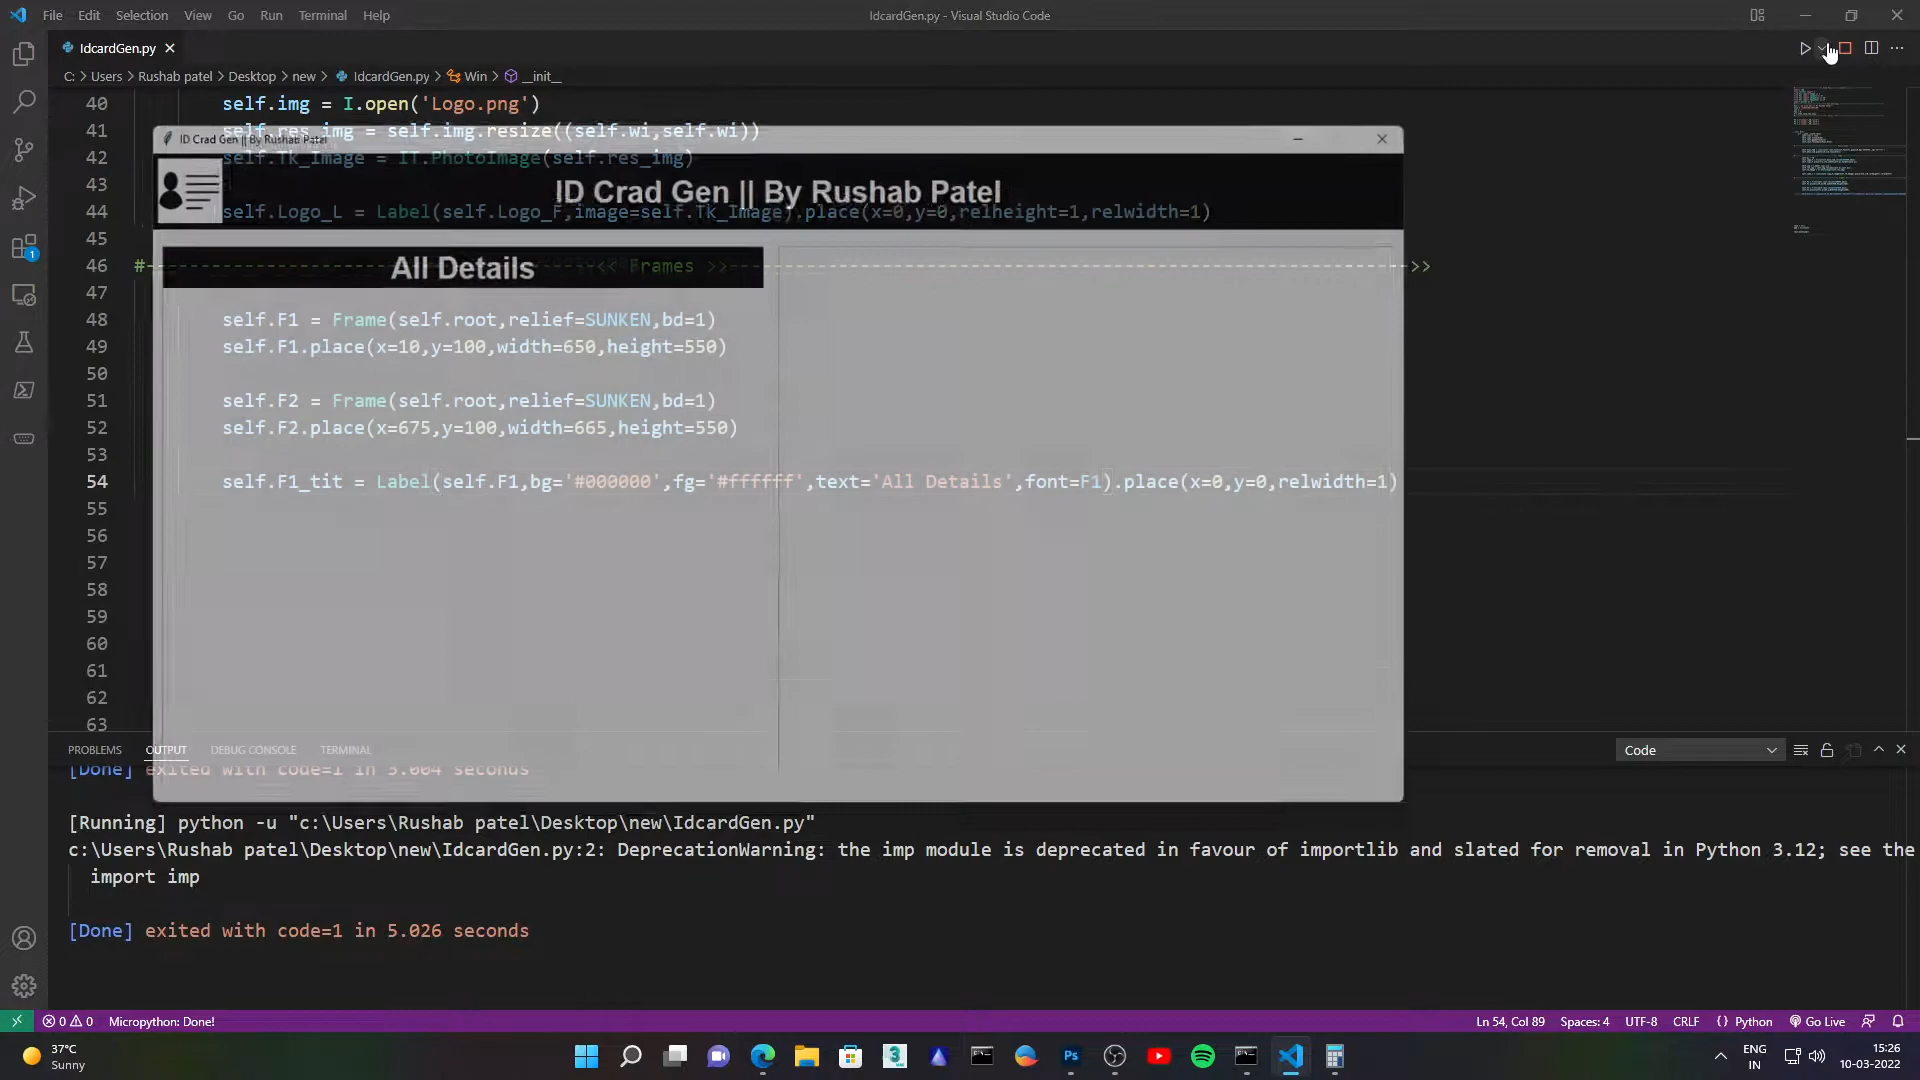 File Edit Selection View Go Run Terminal Help
IdcardGen.py - Visual Studio Code
IdcardGen.py
C: > Users > Rushab patel > Desktop > new > IdcardGen.py > Win > __init__
40 self.img = I.open('Logo.png')
41 self.res_img = self.img.resize((self.wi,self.wi))
ID Crad Gen || By Rushab Patel
42 self.Tk_Image = IT.PhotoImage(self.res_img)
43
ID Crad Gen || By Rushab Patel
44 self.Logo_L = Label(self.Logo_F,image=self.Tk_Image).place(x=0,y=0,relheight=1,relwidth=1)
45
46 #--------------------------------<< Frames >>-------------------------------------------------------------->>
All Details
47
48 self.F1 = Frame(self.root,relief=SUNKEN,bd=1)
49 self.F1.place(x=10,y=100,width=650,height=550)
50
51 self.F2 = Frame(self.root,relief=SUNKEN,bd=1)
52 self.F2.place(x=675,y=100,width=665,height=550)
53
54 self.F1_tit = Label(self.F1,bg='#000000',fg='#ffffff',text='All Details',font=F1).place(x=0,y=0,relwidth=1)
55
56
57
58
59
60
61
62
63
PROBLEMS OUTPUT DEBUG CONSOLE TERMINAL
Code
[Done] exited with code=1 in 5.004 seconds
[Running] python -u "c:\Users\Rushab patel\Desktop\new\IdcardGen.py"
c:\Users\Rushab patel\Desktop\new\IdcardGen.py:2: DeprecationWarning: the imp module is deprecated in favour of importlib and slated for removal in Python 3.12; see the
import imp
[Done] exited with code=1 in 5.026 seconds
0 0 Micropython: Done!
Ln 54, Col 89 Spaces: 4 UTF-8 CRLF Python Go Live
37°C
Sunny
ENG
IN
15:26
10-03-2022